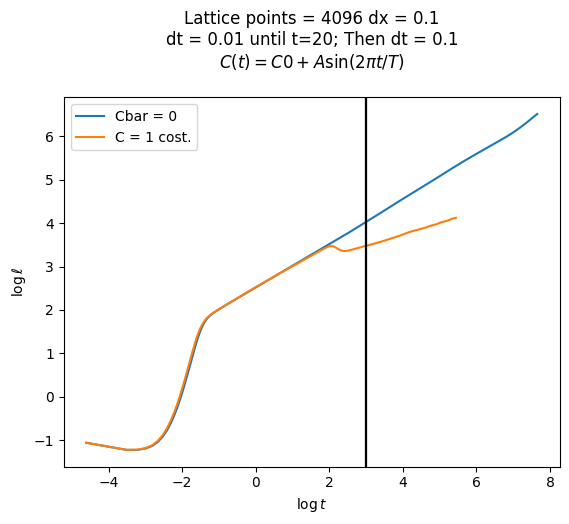 Lattice points = 4096 dx = 0.1
dt = 0.01 until t=20; Then dt = 0.1
C(t) = C0 + A sin(2πt/T)
Cbar = 0
C = 1 cost.
log ℓ
6
5
4
3
2
1
0
−1
−4
−2
0
2
4
6
8
log t